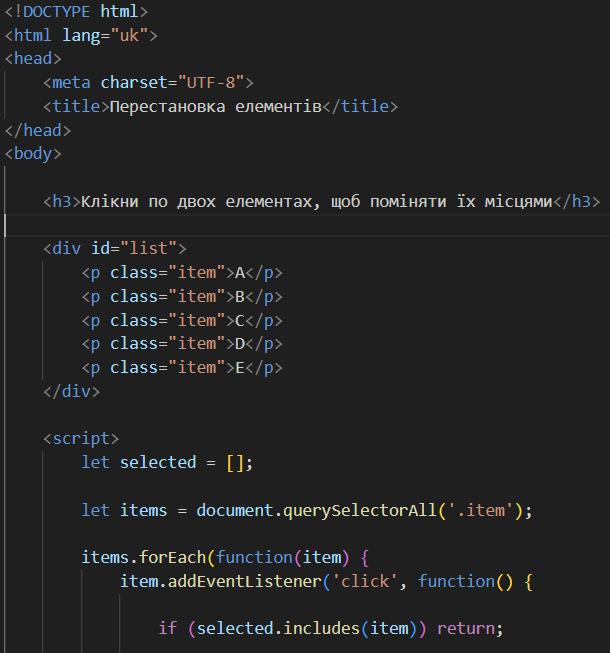 <!DOCTYPE html>
<html lang="uk">
<head>
    <meta charset="UTF-8">
    <title>Перестановка елементів</title>
</head>
<body>

    <h3>Клікни по двох елементах, щоб поміняти їх місцями</h3>

    <div id="list">
        <p class="item">A</p>
        <p class="item">B</p>
        <p class="item">C</p>
        <p class="item">D</p>
        <p class="item">E</p>
    </div>

    <script>
        let selected = [];

        let items = document.querySelectorAll('.item');

        items.forEach(function(item) {
            item.addEventListener('click', function() {

                if (selected.includes(item)) return;